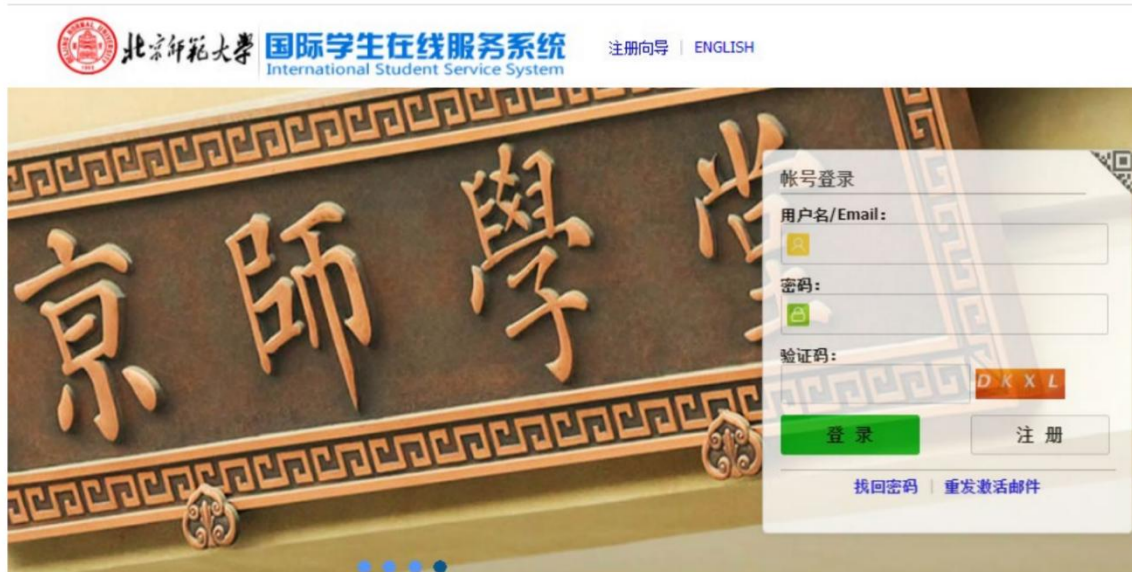 北京师范大学 国际学生在线服务系统 注册向导 | ENGLISH
International Student Service System
京師學堂
帐号登录
用户名/Email:
密码:
验证码:
DKXL
登 录 注 册
找回密码 | 重发激活邮件